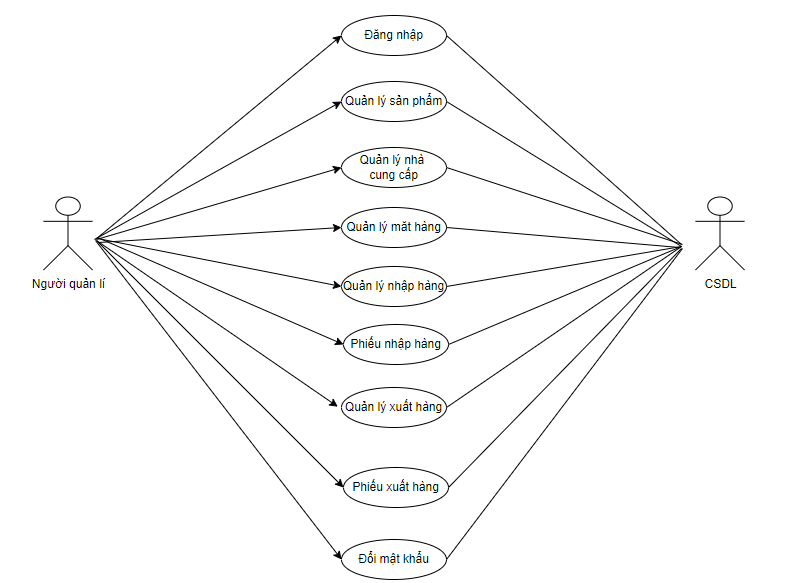 Đăng nhập
Quản lý sản phẩm
Quản lý nhà
cung cấp
Quản lý măt hàng
Quản lý nhập hàng
Người quản lí
CSDL
Phiếu nhập hàng
Quản lý xuất hàng
Phiếu xuất hàng
Đổi mật khẩu